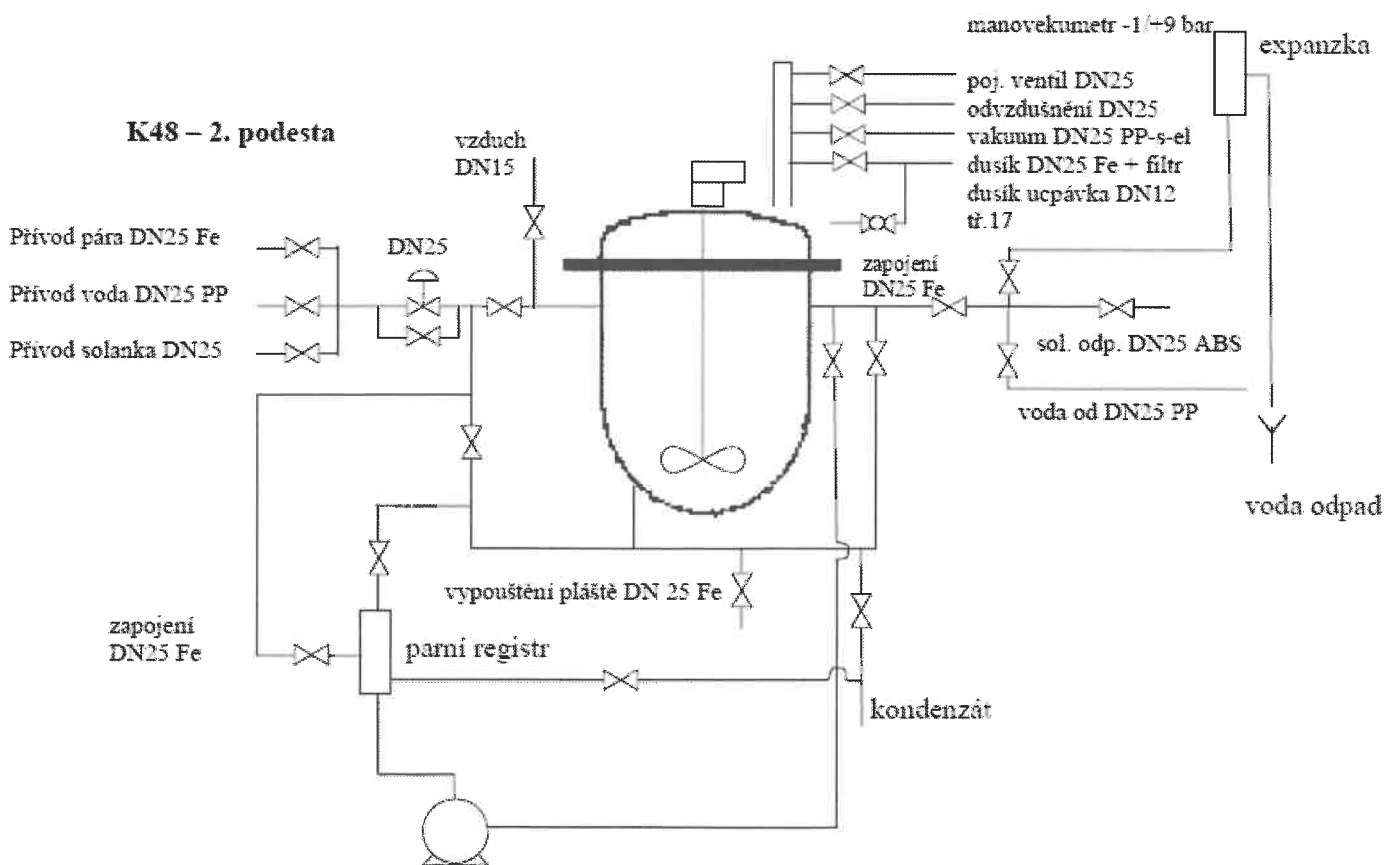 manovekumetr -1/+9 bar
expanzka
poj. ventil DN25
odvzdušnění DN25
vakuum DN25 PP-s-el
dusík DN25 Fe + filtr
dusík ucpávka DN12
tř.17
K48 – 2. podesta
vzduch
DN15
Přívod pára DN25 Fe
DN25
Přívod voda DN25 PP
Přívod solanka DN25
zapojení
DN25 Fe
sol. odp. DN25 ABS
voda od DN25 PP
voda odpad
vypouštění pláště DN 25 Fe
zapojení
DN25 Fe
parní registr
kondenzát